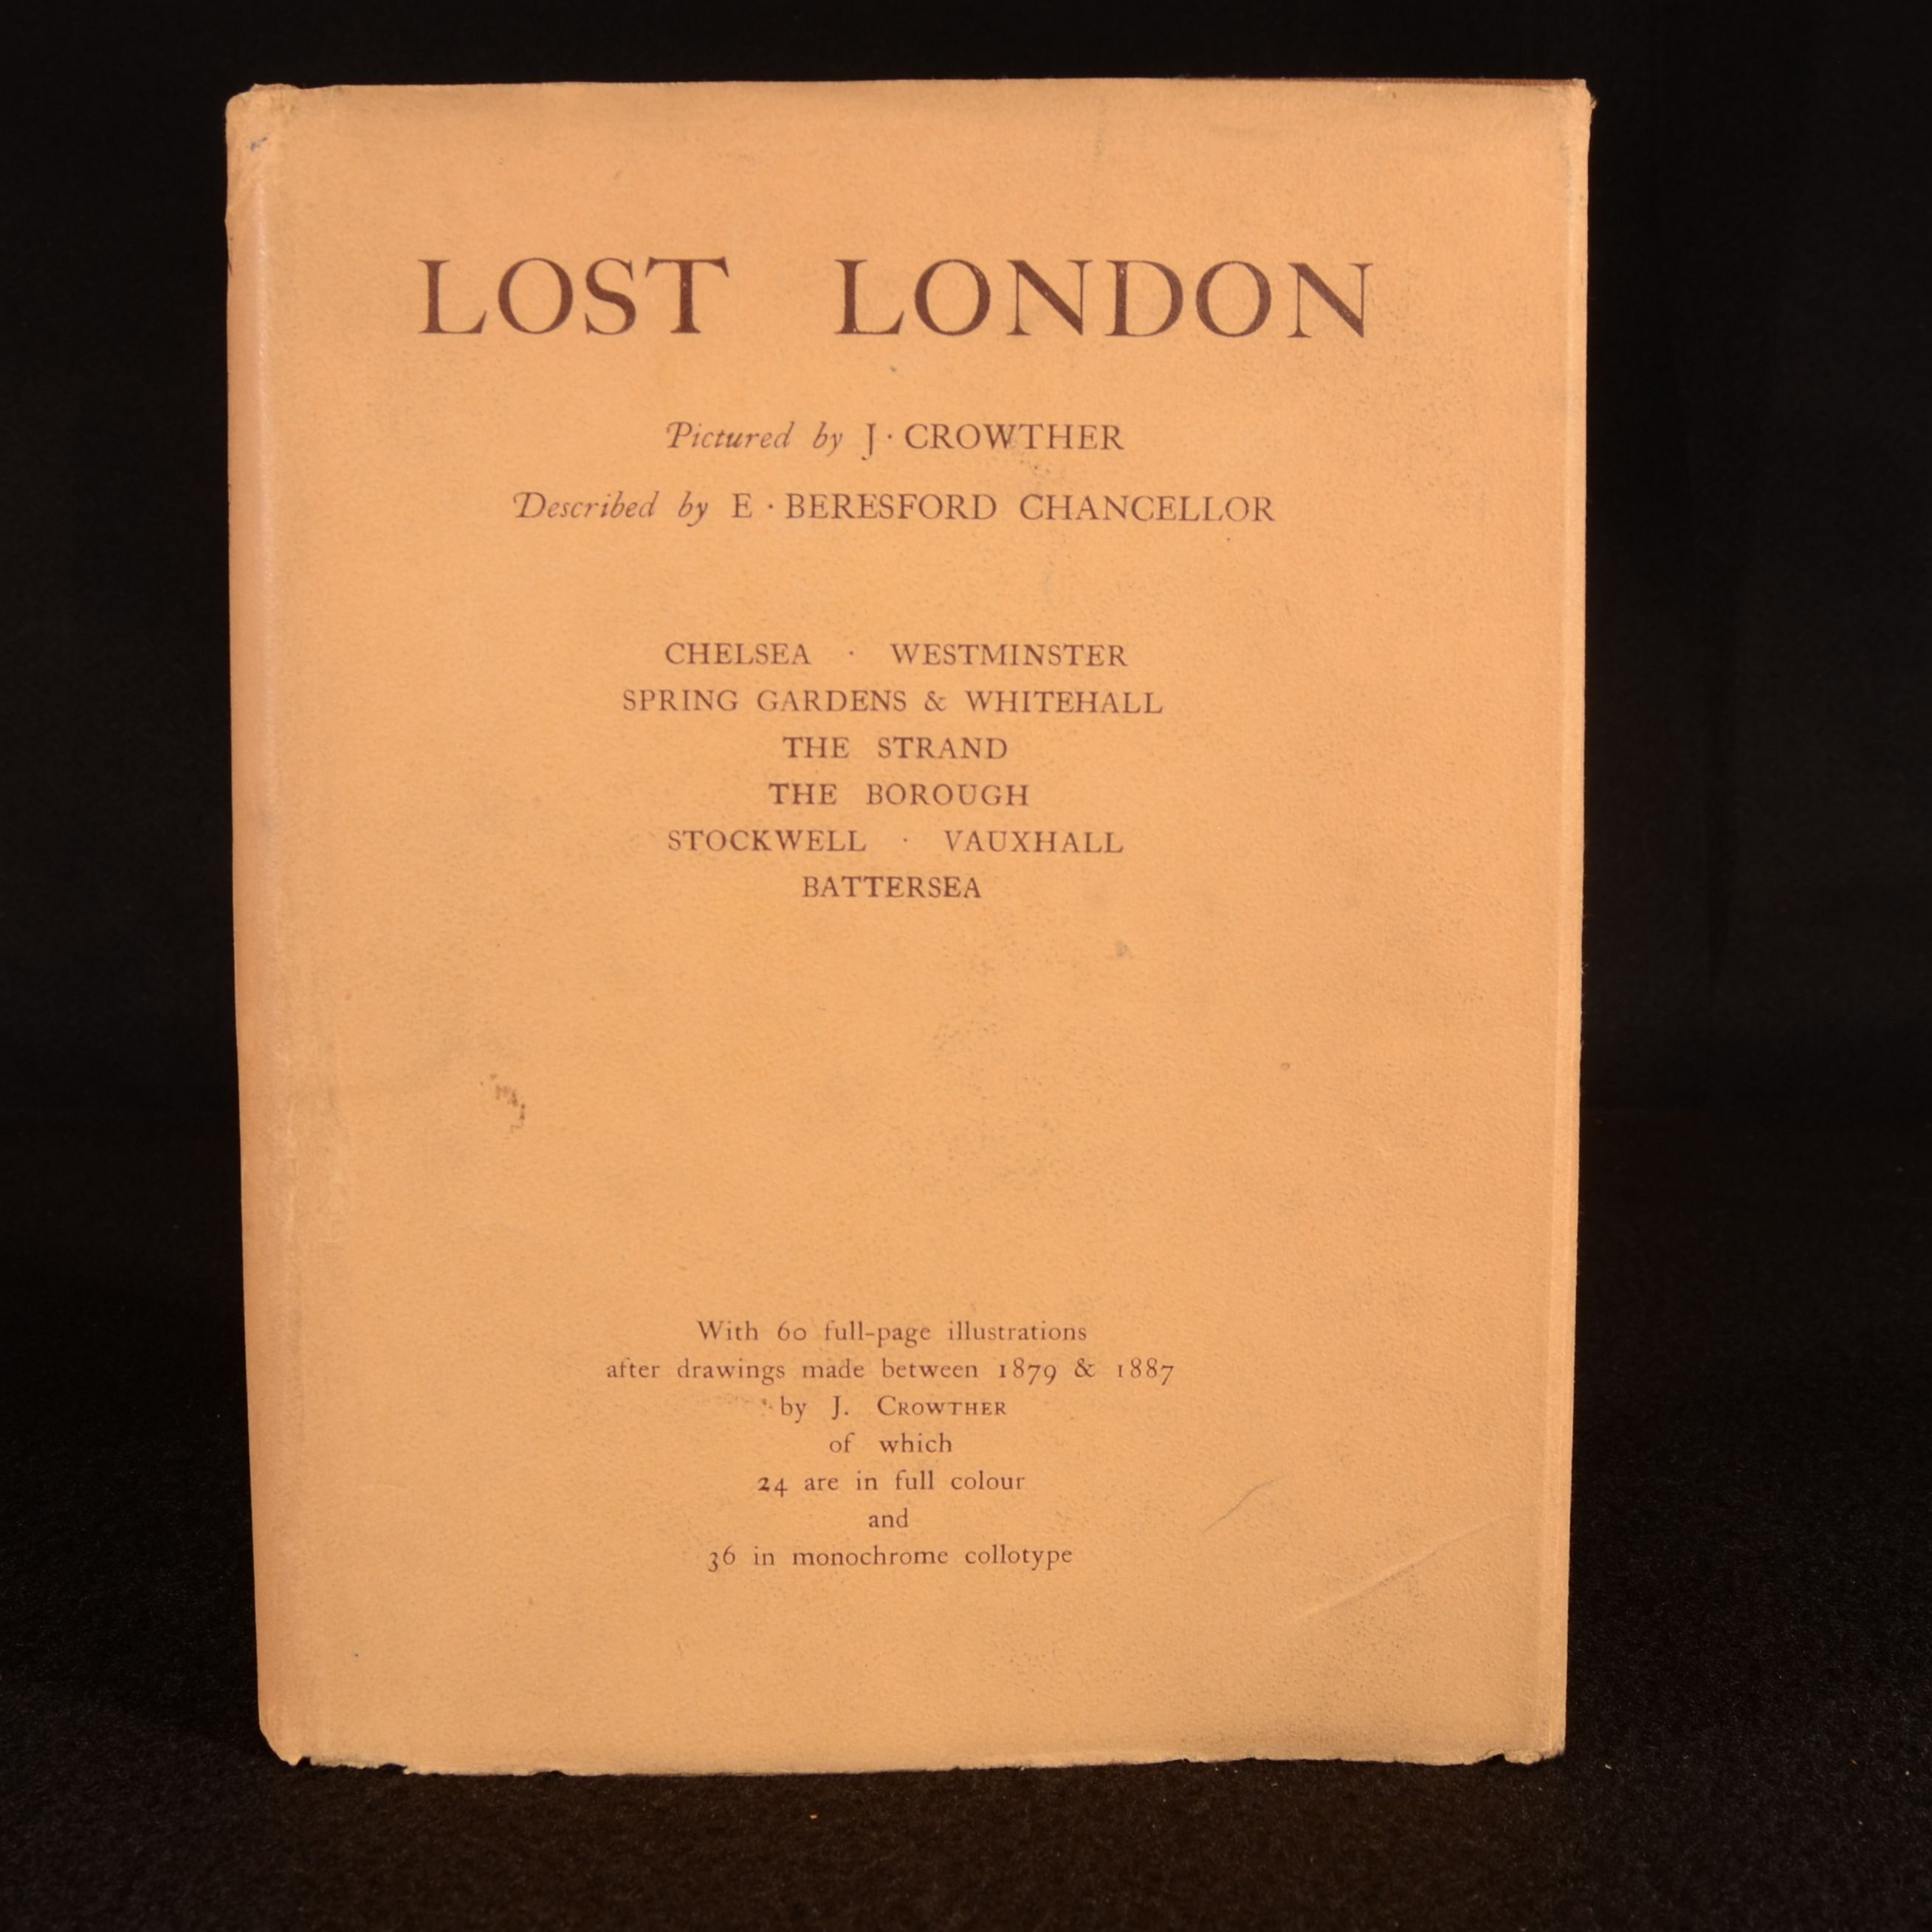 LOST LONDON
Pictured by J · CROWTHER
Described by E · BERESFORD CHANCELLOR
CHELSEA · WESTMINSTER
SPRING GARDENS & WHITEHALL
THE STRAND
THE BOROUGH
STOCKWELL · VAUXHALL
BATTERSEA
With 60 full-page illustrations
after drawings made between 1879 & 1887
by J. CROWTHER
of which
24 are in full colour
and
36 in monochrome collotype